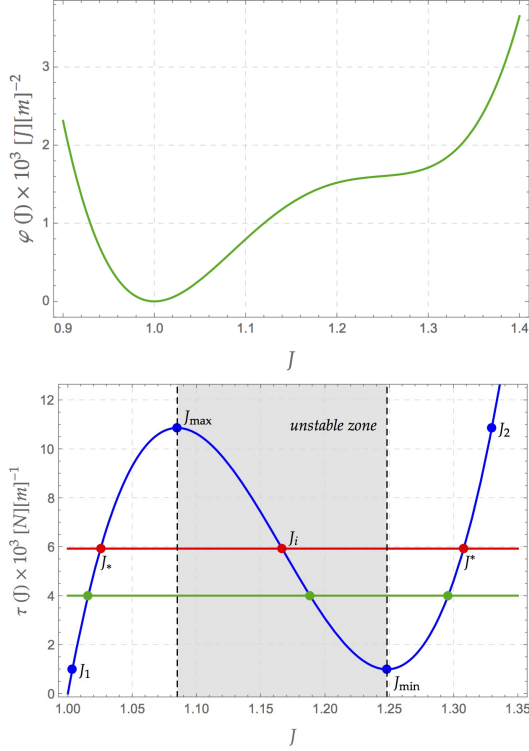 φ (J) × 10³ [J][m]⁻²
3
2
1
0
0.9 1.0 1.1 1.2 1.3 1.4
J
τ (J) × 10³ [N][m]⁻¹
12
10
8
6
4
2
0
J_max
unstable zone
J_2
J_*
J_i
J^*
J_1
J_min
1.00 1.05 1.10 1.15 1.20 1.25 1.30 1.35
J